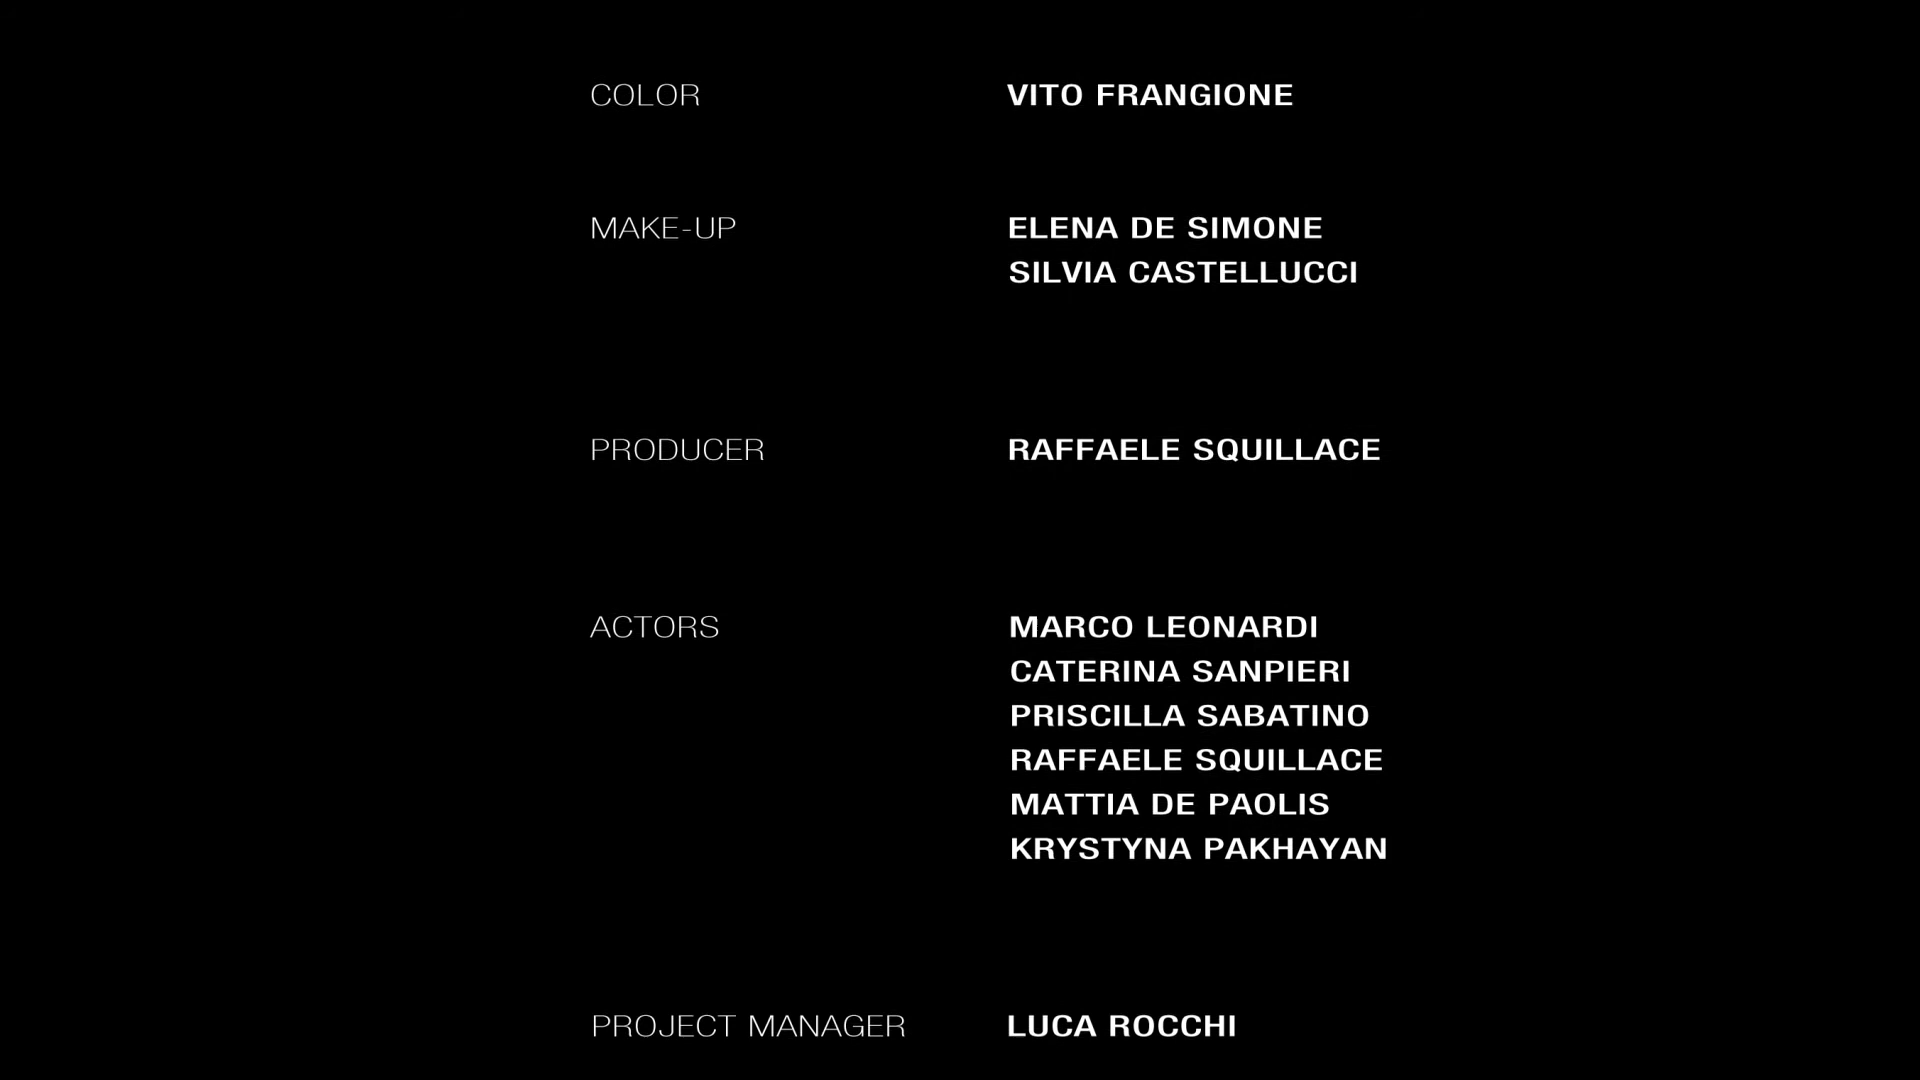 COLOR VITO FRANGIONE
MAKE-UP ELENA DE SIMONE
SILVIA CASTELLUCCI
PRODUCER RAFFAELE SQUILLACE
ACTORS MARCO LEONARDI
CATERINA SANPIERI
PRISCILLA SABATINO
RAFFAELE SQUILLACE
MATTIA DE PAOLIS
KRYSTYNA PAKHAYAN
PROJECT MANAGER LUCA ROCCHI